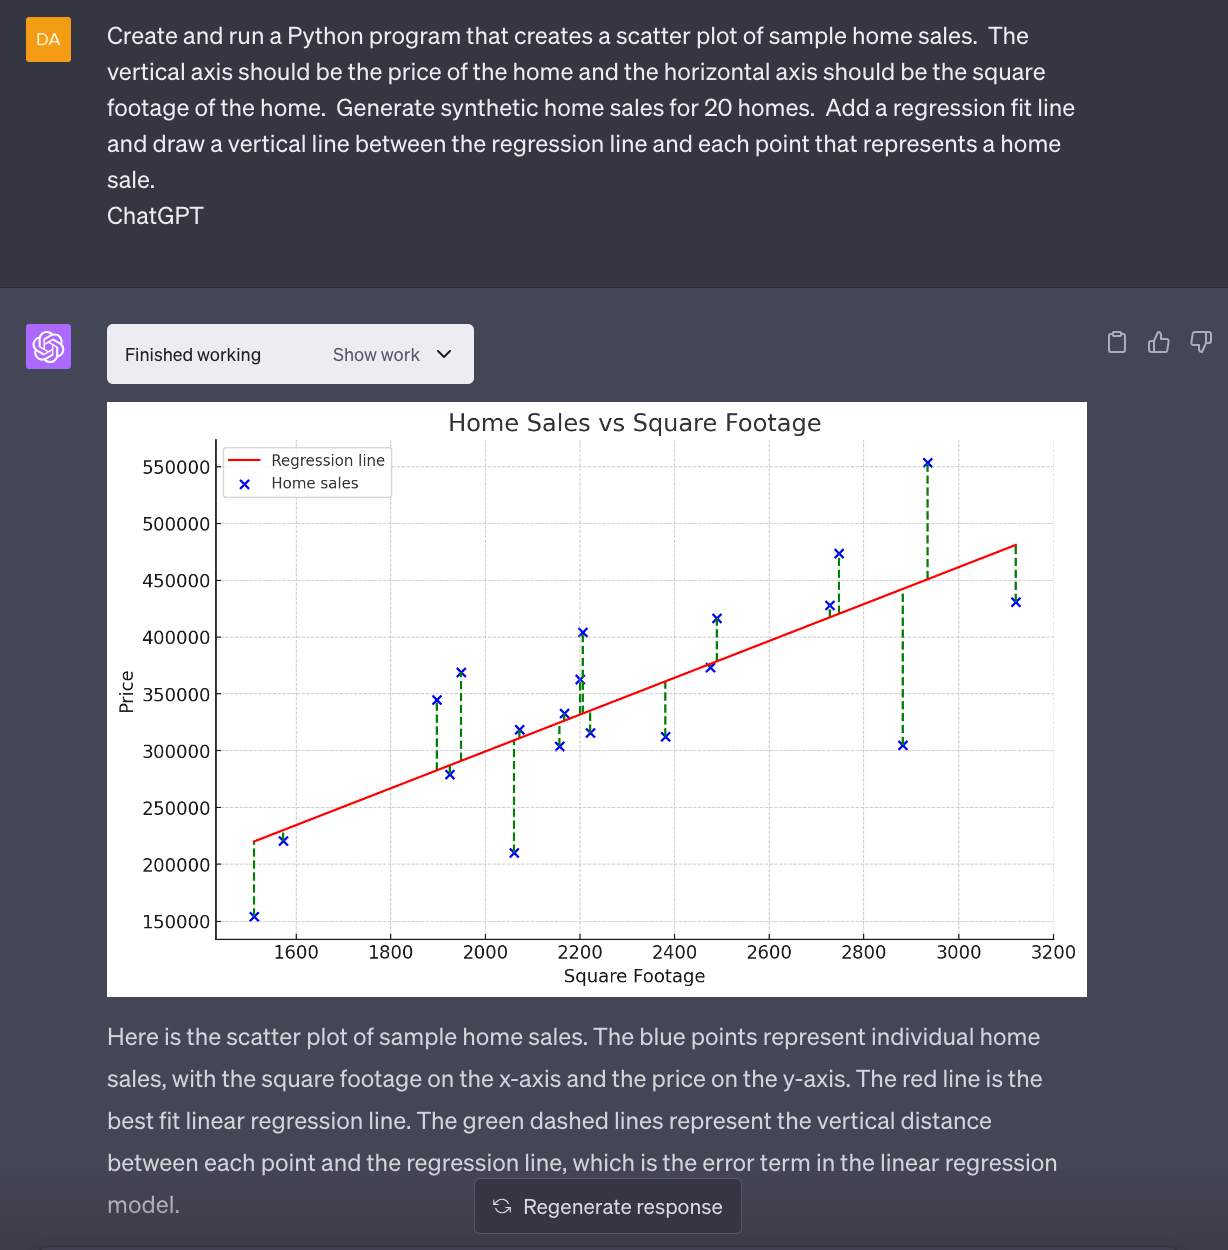 DA
Create and run a Python program that creates a scatter plot of sample home sales.  The
vertical axis should be the price of the home and the horizontal axis should be the square
footage of the home.  Generate synthetic home sales for 20 homes.  Add a regression fit line
and draw a vertical line between the regression line and each point that represents a home
sale.
ChatGPT
Finished working Show work
Home Sales vs Square Footage
Regression line
Home sales
550000
500000
450000
400000
350000
300000
250000
200000
150000
Price
1600 1800 2000 2200 2400 2600 2800 3000 3200
Square Footage
Here is the scatter plot of sample home sales. The blue points represent individual home
sales, with the square footage on the x-axis and the price on the y-axis. The red line is the
best fit linear regression line. The green dashed lines represent the vertical distance
between each point and the regression line, which is the error term in the linear regression
model.
Regenerate response